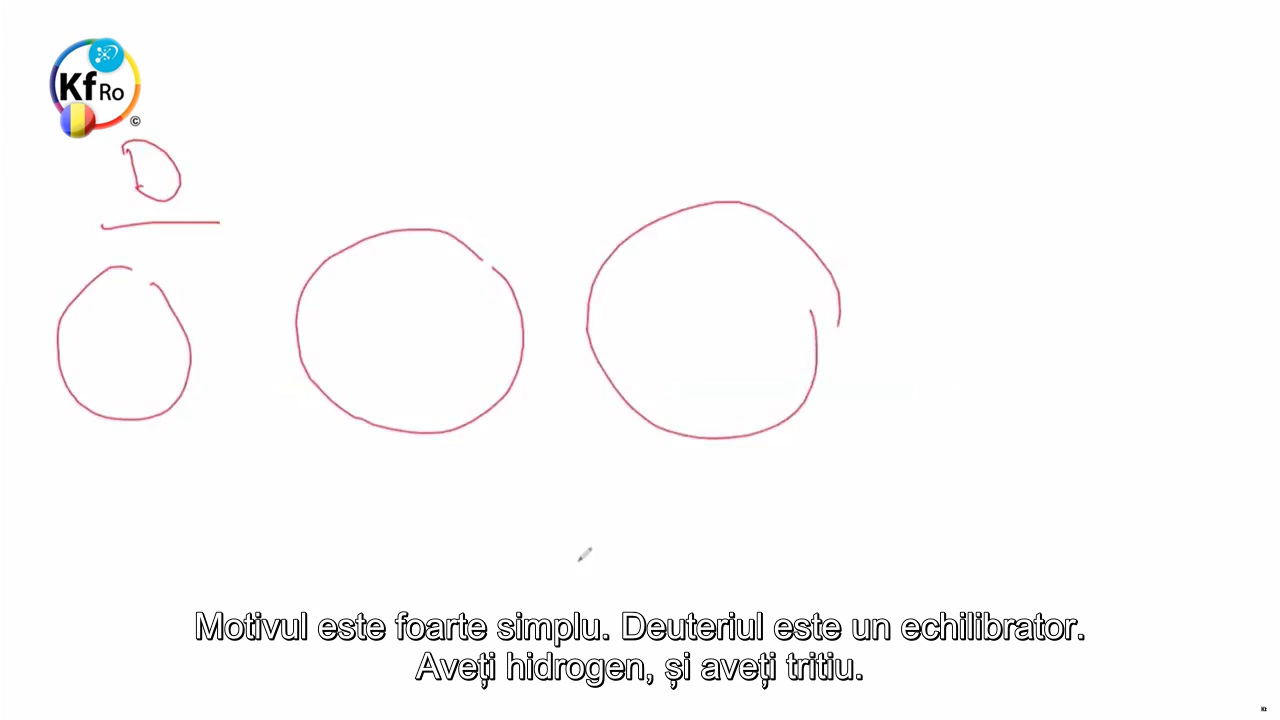 Kf Ro
©
D
Motivul este foarte simplu. Deuteriul este un echilibrator.
Aveți hidrogen, și aveți tritiu.